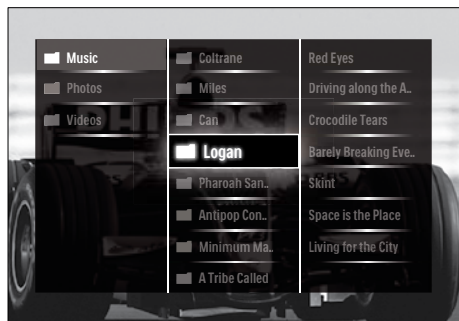 Music
Photos
Videos
Coltrane
Miles
Can
Logan
Pharoah San..
Antipop Con..
Minimum Ma..
A Tribe Called
Red Eyes
Driving along the A..
Crocodile Tears
Barely Breaking Eve..
Skint
Space is the Place
Living for the City